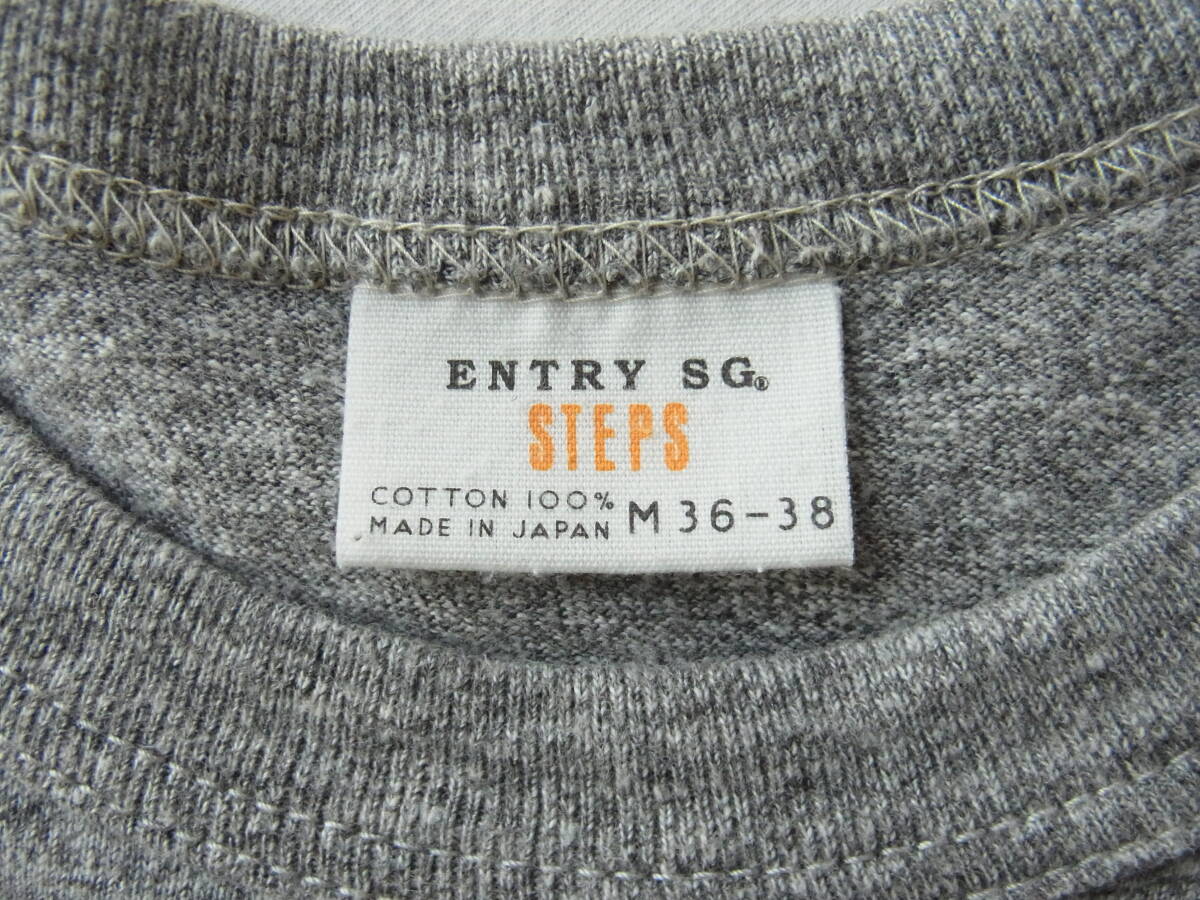 ENTRY SG®
STEPS
COTTON 100%
MADE IN JAPAN
M 36-38